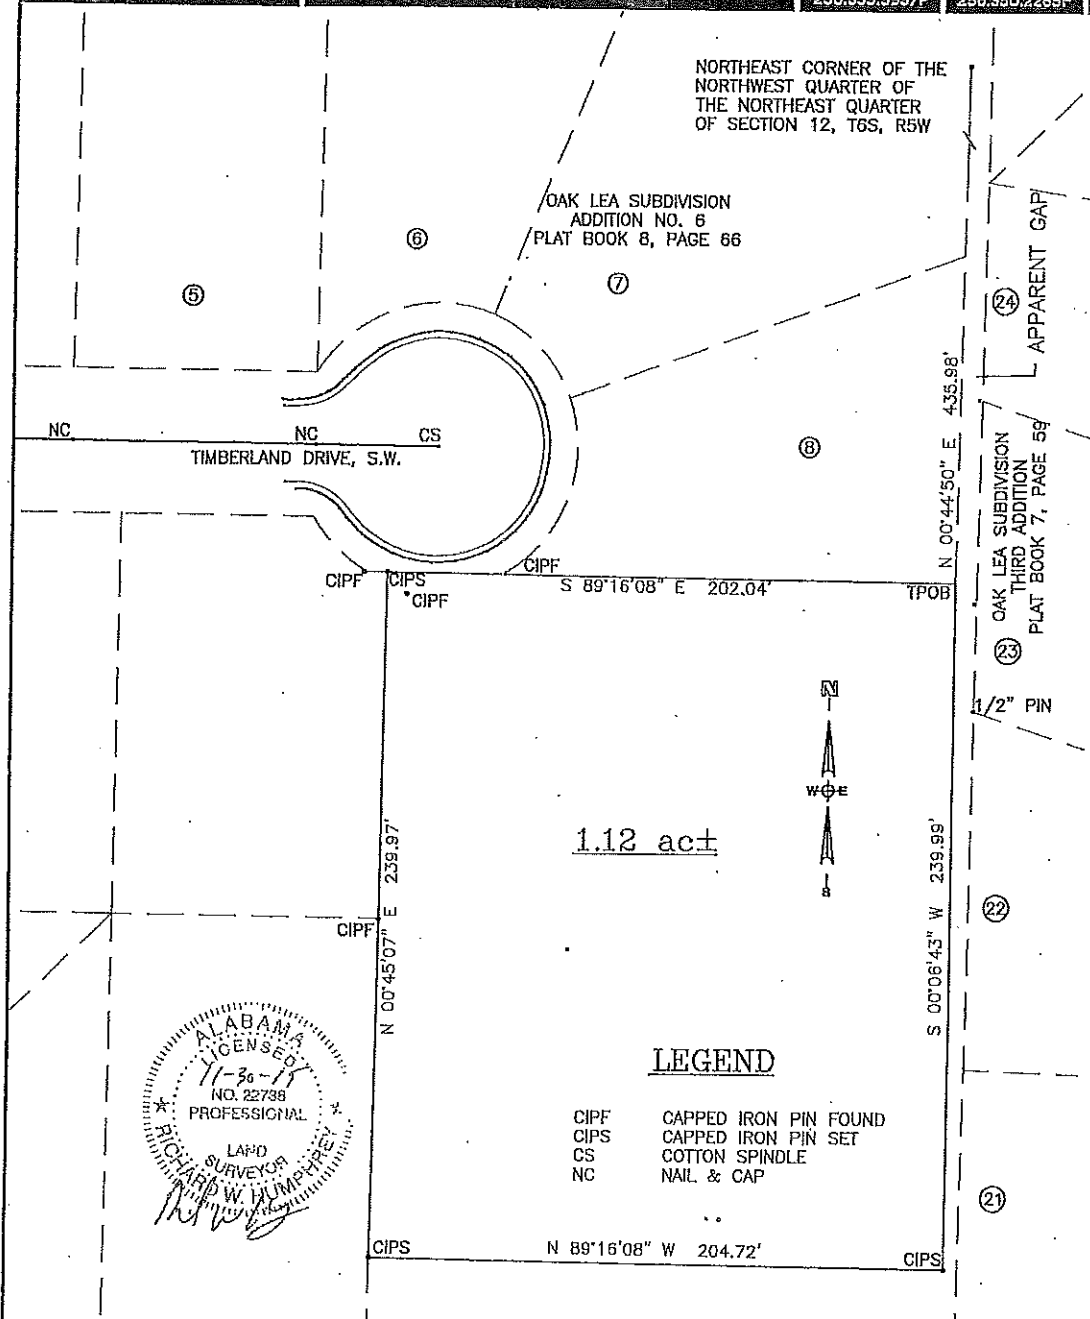 NORTHEAST CORNER OF THE
NORTHWEST QUARTER OF
THE NORTHEAST QUARTER
OF SECTION 12, T6S, R5W
OAK LEA SUBDIVISION
ADDITION NO. 6
PLAT BOOK 8, PAGE 66
5
6
7
8
24
APPARENT GAP
N 00°44'50" E 435.98'
NC
NC
CS
TIMBERLAND DRIVE, S.W.
OAK LEA SUBDIVISION
THIRD ADDITION
PLAT BOOK 7, PAGE 59
CIPF
CIPS
CIPF
CIPF
S 89°16'08" E 202.04'
TPOB
23
1/2" PIN
N
W E
S
1.12 ac±
N 00°45'07" E 239.97'
S 00°06'43" W 239.99'
22
CIPF
ALABAMA
LICENSED
NO. 22738
PROFESSIONAL
LAND
SURVEYOR
RICHARD W. HUMPHREY
LEGEND
CIPF CAPPED IRON PIN FOUND
CIPS CAPPED IRON PIN SET
CS COTTON SPINDLE
NC NAIL & CAP
21
CIPS
N 89°16'08" W 204.72'
CIPS